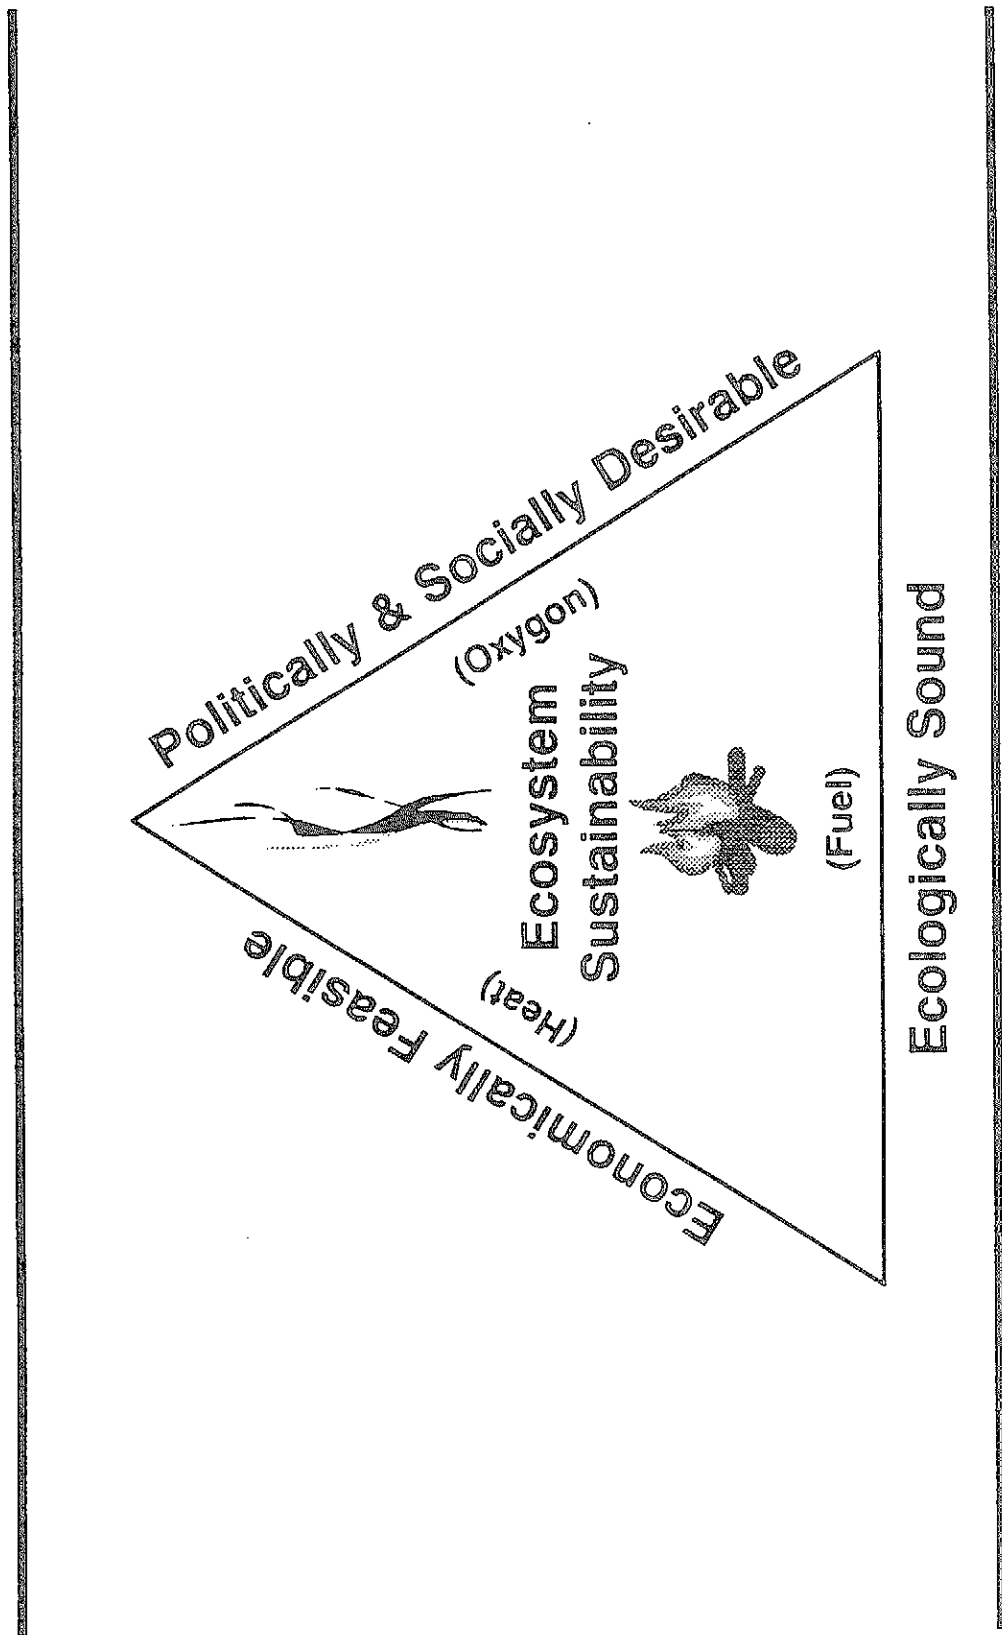 Economically Feasible
Politically & Socially Desirable
(Heat)
(Oxygon)
Ecosystem
Sustainability
(Fuel)
Ecologically Sound